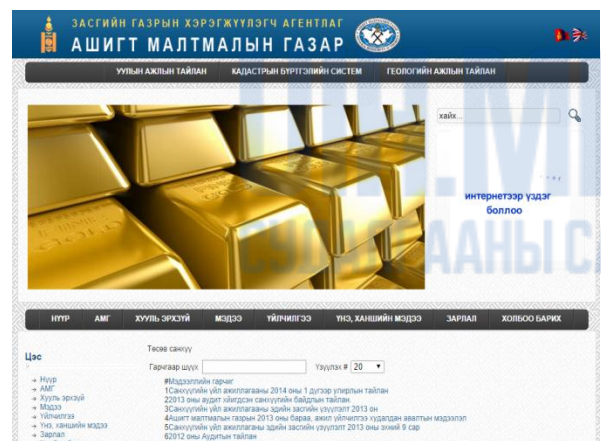 ЗАСГИЙН ГАЗРЫН ХЭРЭГЖҮҮЛЭГЧ АГЕНТЛАГ
АШИГТ МАЛТМАЛЫН ГАЗАР
УУЛЫН АЖЛЫН ТАЙЛАН КАДАСТРЫН БҮРТГЭЛИЙН СИСТЕМ ГЕОЛОГИЙН АЖЛЫН ТАЙЛАН
хайх...
интернетээр үздэг
боллоо
СУДАЛГААНЫ С
НҮҮР АМГ ХУУЛЬ ЭРХЗҮЙ МЭДЭЭ ҮЙЛЧИЛГЭЭ ҮНЭ, ХАНШИЙН МЭДЭЭ ЗАРЛАЛ ХОЛБОО БАРИХ
Цэс
Нүүр
АМГ
Хууль эрхзүй
Мэдээ
Үйлчилгээ
Үнэ, ханшийн мэдээ
Зарлал
Төсөв санхүү
Гарчгаар шүүх Үзүүлэх # 20
#Мэдээллийн гарчиг
1Санхүүгийн үйл ажиллагааны 2014 оны 1 дүгээр улирлын тайлан
22013 оны аудит хийгдсэн санхүүгийн байдлын тайлан
3Санхүүгийн үйл ажиллагааны эдийн засгийн үзүүлэлт 2013 он
4Ашигт малтмалын газрын 2013 оны бараа, ажил үйлчилгээ худалдан авалтын мэдээлэл
5Санхүүгийн үйл ажиллаганы эдийн засгийн үзүүлэлт 2013 оны эхний 9 сар
62012 оны Аудитын тайлан